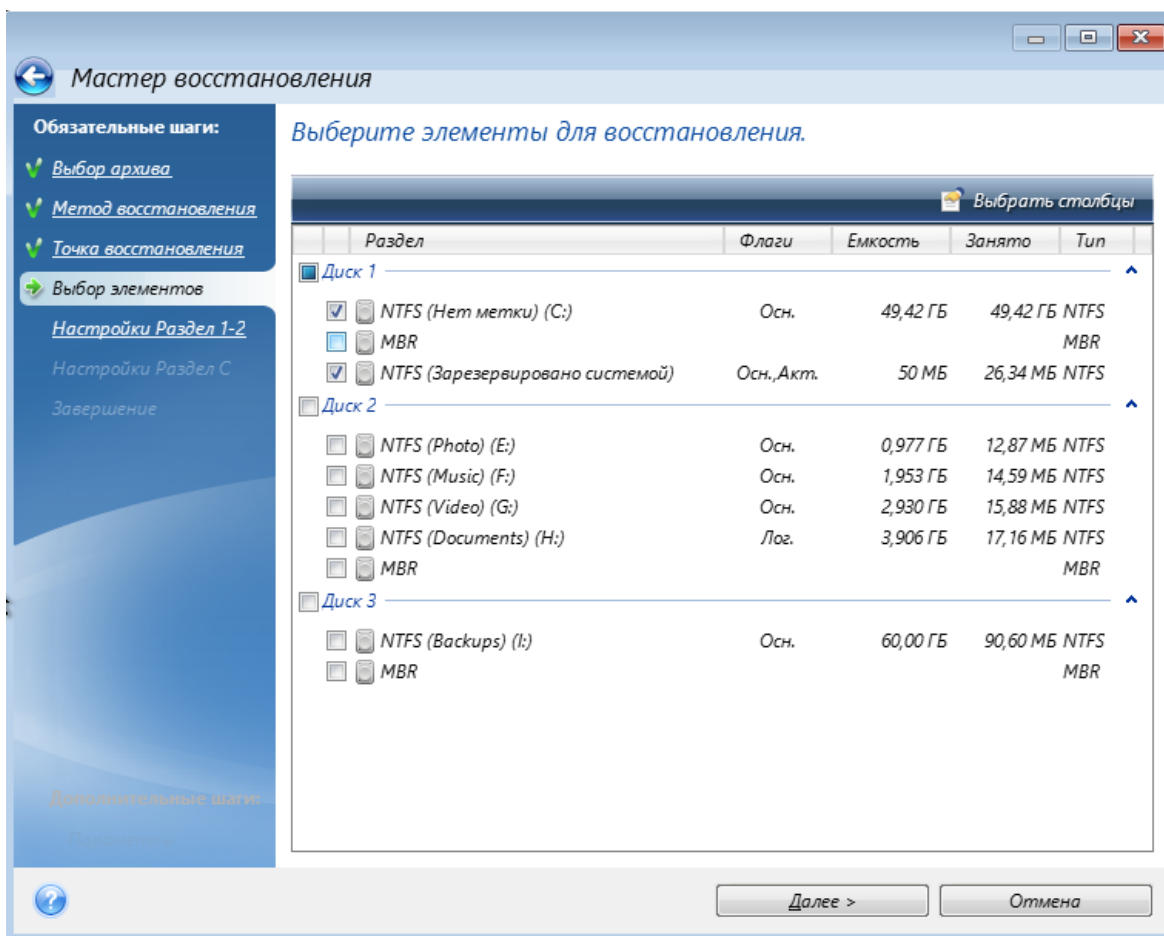 Мастер восстановления
Обязательные шаги:
Выбор архива
Метод восстановления
Точка восстановления
Выбор элементов
Настройки Раздел 1-2
Настройки Раздел C
Завершение
Дополнительные шаги:
Параметры
Выберите элементы для восстановления.
Выбрать столбцы
Раздел Флаги Емкость Занято Тип
Диск 1
NTFS (Нет метки) (C:) Осн. 49,42 ГБ 49,42 ГБ NTFS
MBR MBR
NTFS (Зарезервировано системой) Осн.,Акт. 50 МБ 26,34 МБ NTFS
Диск 2
NTFS (Photo) (E:) Осн. 0,977 ГБ 12,87 МБ NTFS
NTFS (Music) (F:) Осн. 1,953 ГБ 14,59 МБ NTFS
NTFS (Video) (G:) Осн. 2,930 ГБ 15,88 МБ NTFS
NTFS (Documents) (H:) Лог. 3,906 ГБ 17,16 МБ NTFS
MBR MBR
Диск 3
NTFS (Backups) (I:) Осн. 60,00 ГБ 90,60 МБ NTFS
MBR MBR
Далее >
Отмена